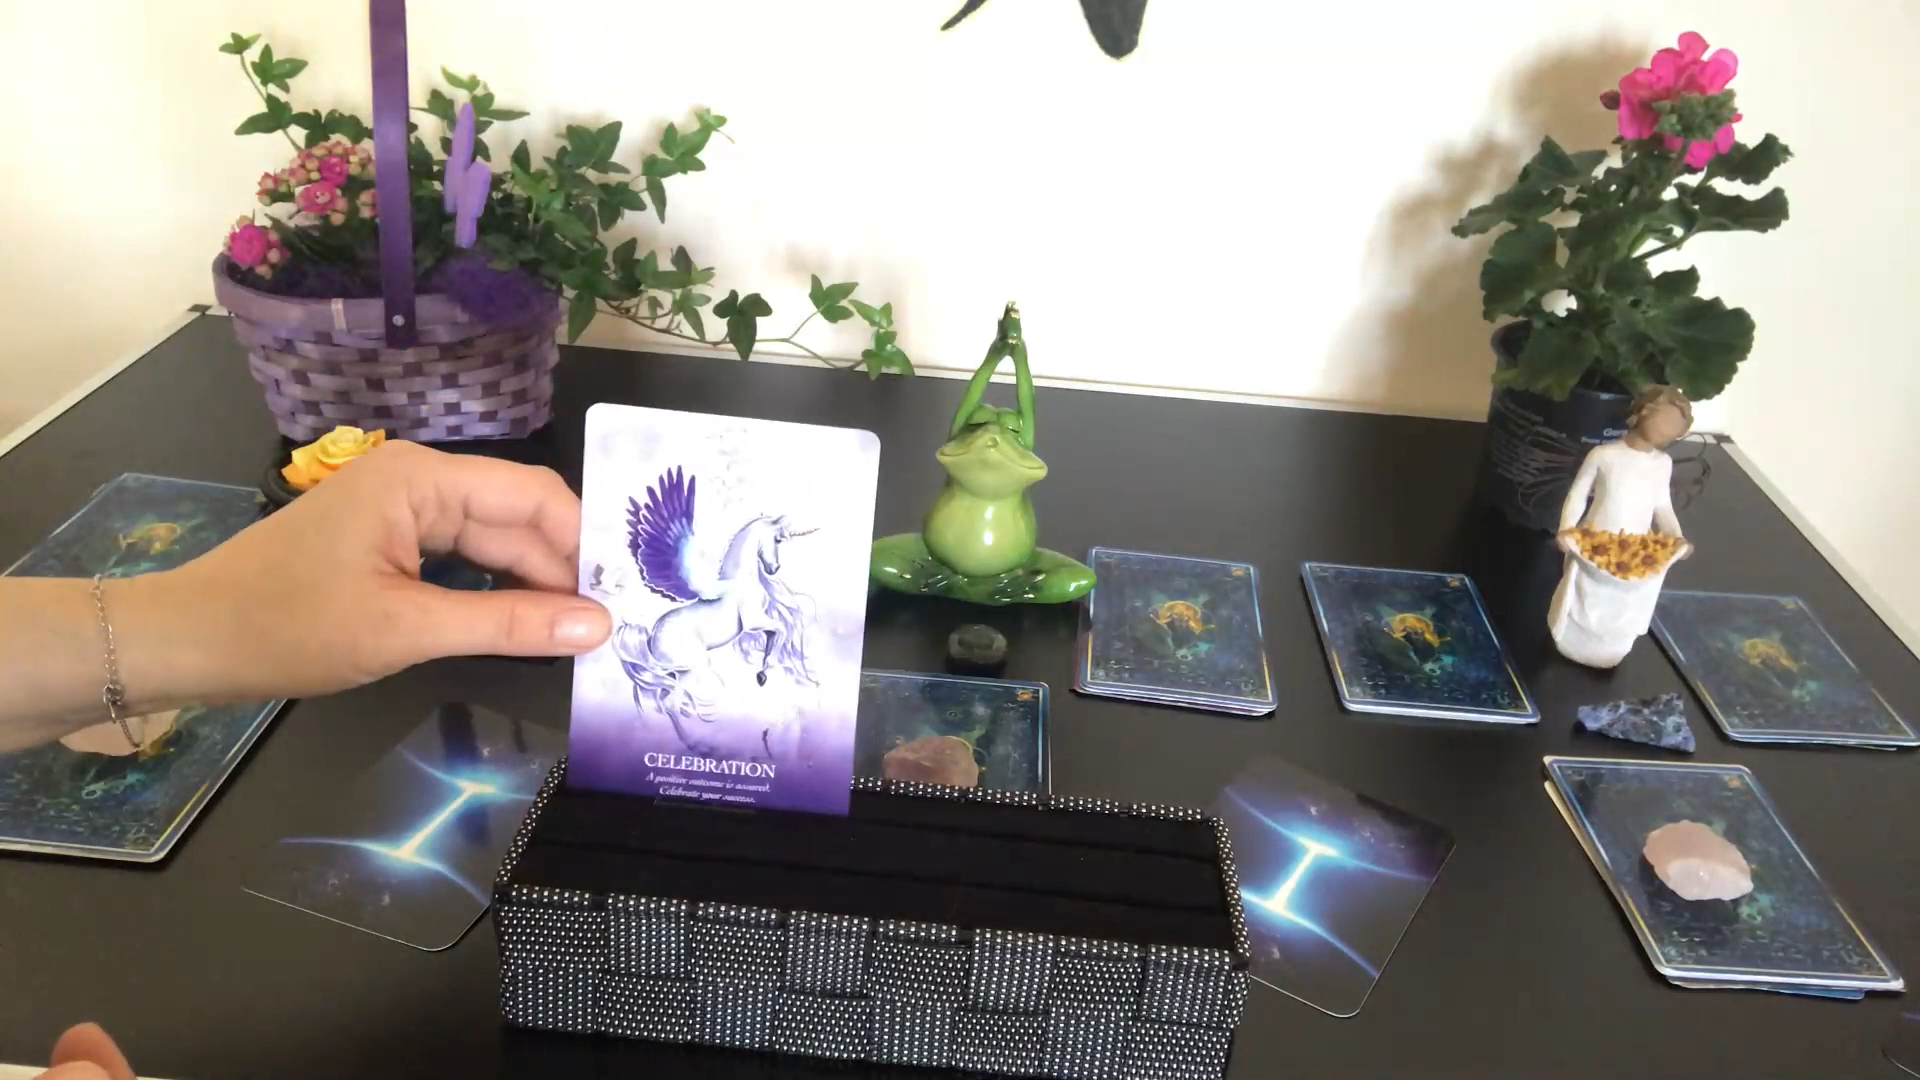 CELEBRATION
A positive outcome is assured.
Celebrate your success.